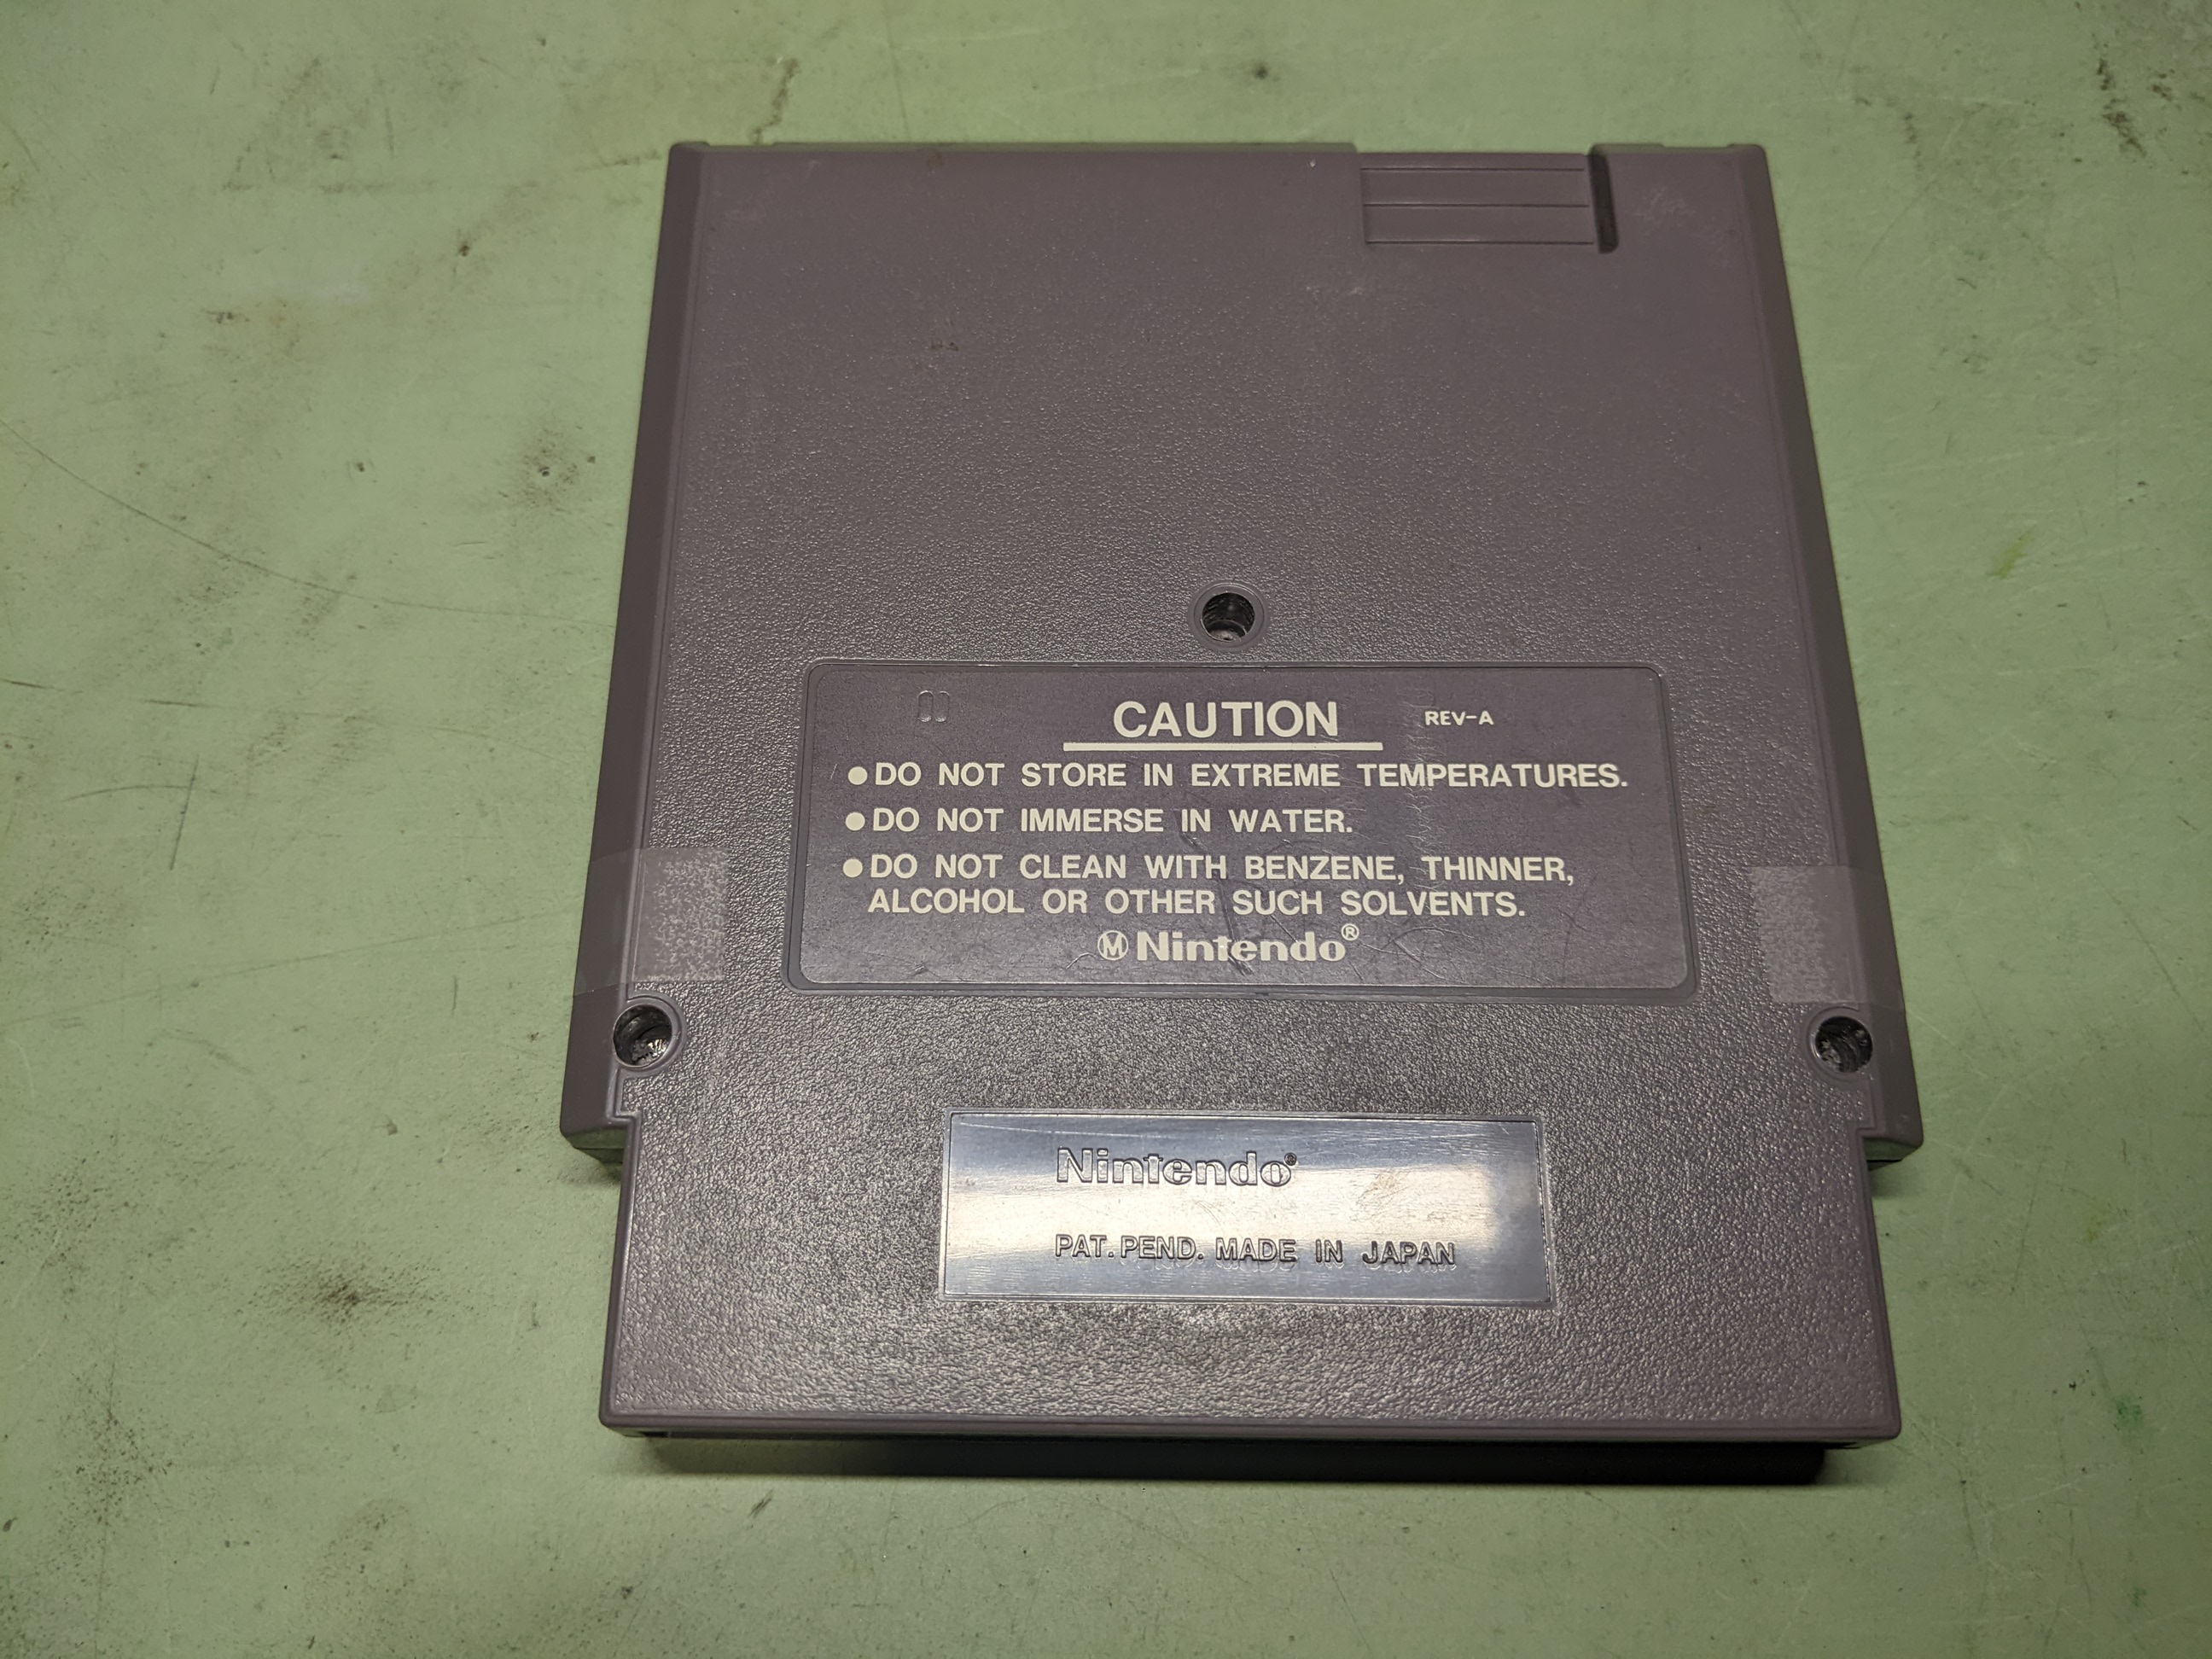 CAUTION REV-A
●DO NOT STORE IN EXTREME TEMPERATURES.
●DO NOT IMMERSE IN WATER.
●DO NOT CLEAN WITH BENZENE, THINNER,
ALCOHOL OR OTHER SUCH SOLVENTS.
Ⓜ Nintendo®
Nintendo®
PAT. PEND. MADE IN JAPAN